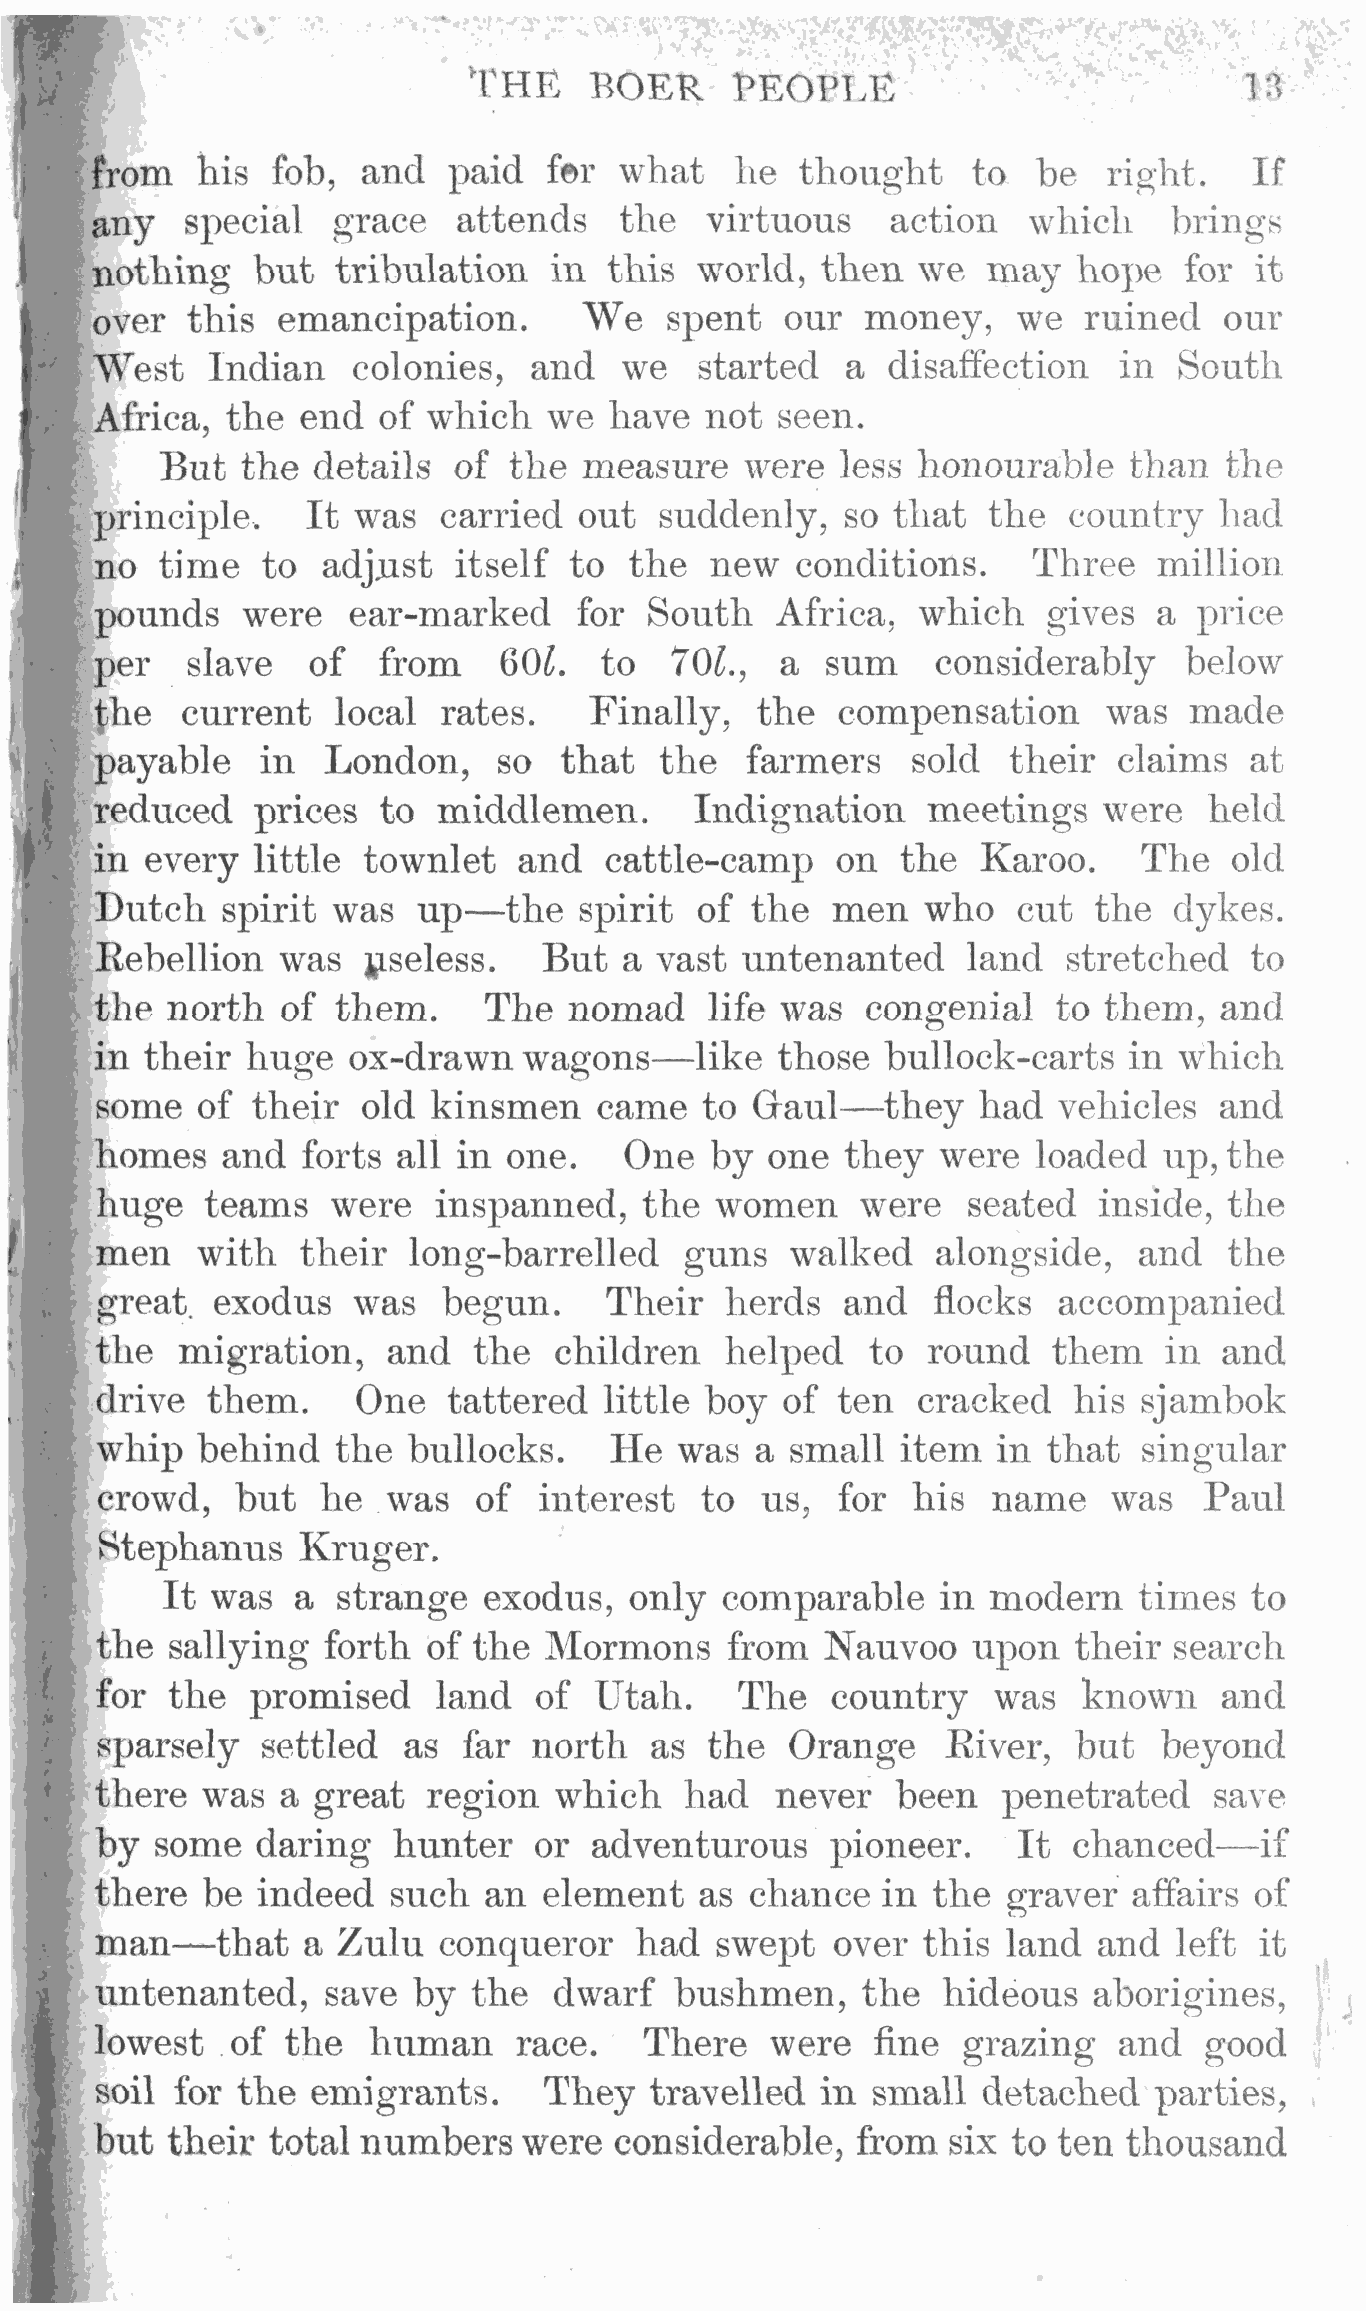 THE BOER PEOPLE 13
from his fob, and paid for what he thought to be right. If
any special grace attends the virtuous action which brings
nothing but tribulation in this world, then we may hope for it
over this emancipation. We spent our money, we ruined our
West Indian colonies, and we started a disaffection in South
Africa, the end of which we have not seen.
But the details of the measure were less honourable than the
principle. It was carried out suddenly, so that the country had
no time to adjust itself to the new conditions. Three million
pounds were ear-marked for South Africa, which gives a price
per slave of from 60l. to 70l., a sum considerably below
the current local rates. Finally, the compensation was made
payable in London, so that the farmers sold their claims at
reduced prices to middlemen. Indignation meetings were held
in every little townlet and cattle-camp on the Karoo. The old
Dutch spirit was up—the spirit of the men who cut the dykes.
Rebellion was useless. But a vast untenanted land stretched to
the north of them. The nomad life was congenial to them, and
in their huge ox-drawn wagons—like those bullock-carts in which
some of their old kinsmen came to Gaul—they had vehicles and
homes and forts all in one. One by one they were loaded up, the
huge teams were inspanned, the women were seated inside, the
men with their long-barrelled guns walked alongside, and the
great exodus was begun. Their herds and flocks accompanied
the migration, and the children helped to round them in and
drive them. One tattered little boy of ten cracked his sjambok
whip behind the bullocks. He was a small item in that singular
crowd, but he was of interest to us, for his name was Paul
Stephanus Kruger.
It was a strange exodus, only comparable in modern times to
the sallying forth of the Mormons from Nauvoo upon their search
for the promised land of Utah. The country was known and
sparsely settled as far north as the Orange River, but beyond
there was a great region which had never been penetrated save
by some daring hunter or adventurous pioneer. It chanced—if
there be indeed such an element as chance in the graver affairs of
man—that a Zulu conqueror had swept over this land and left it
untenanted, save by the dwarf bushmen, the hideous aborigines,
lowest of the human race. There were fine grazing and good
soil for the emigrants. They travelled in small detached parties,
but their total numbers were considerable, from six to ten thousand